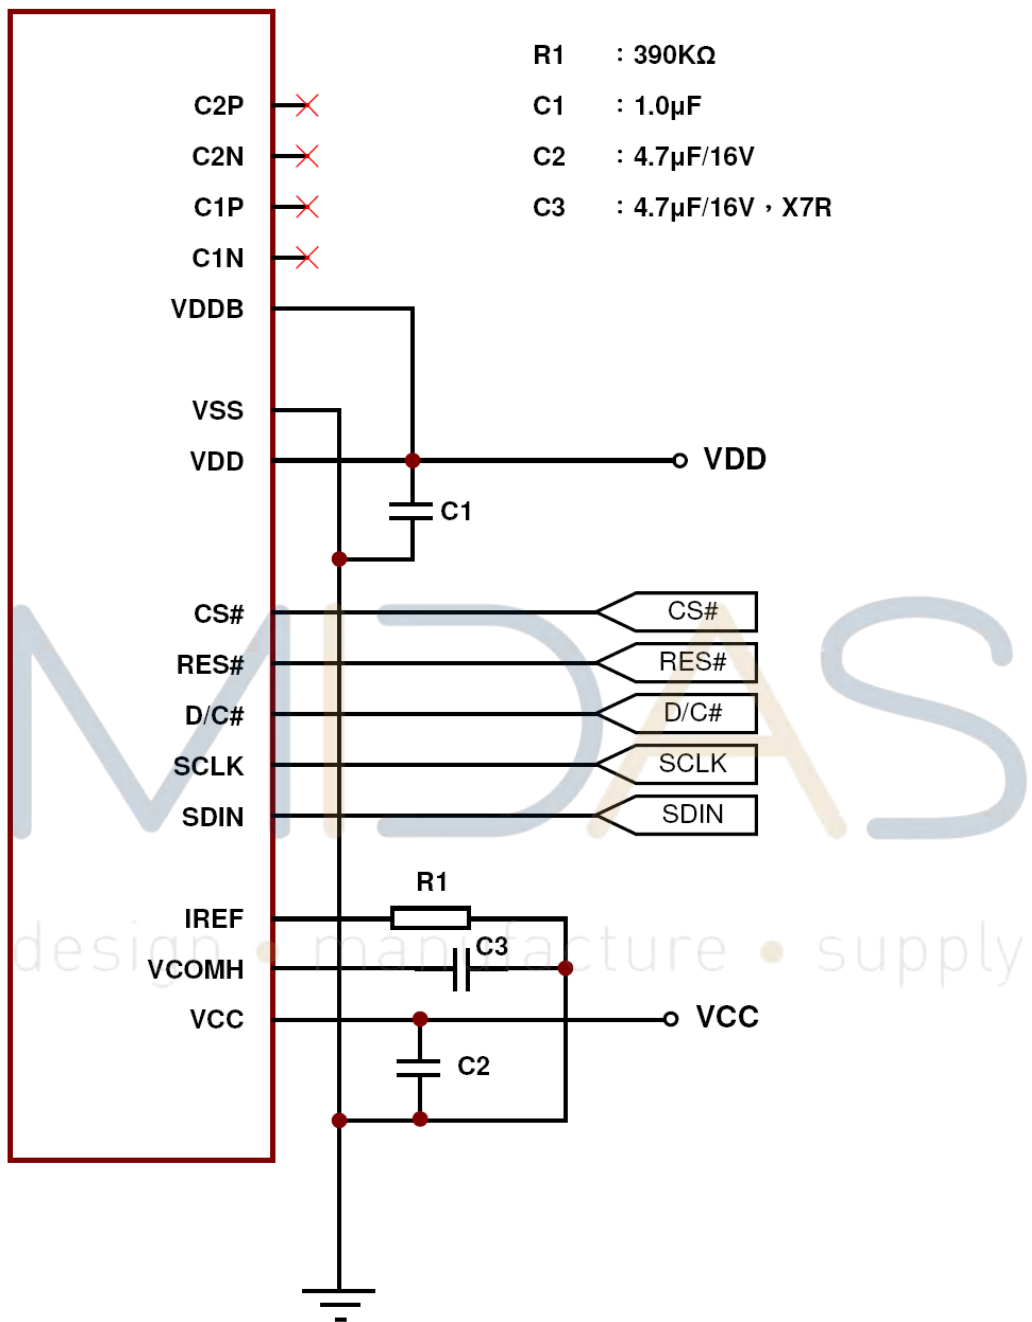 R1 : 390KΩ
C2P
C1 : 1.0µF
C2N
C2 : 4.7µF/16V
C1P
C3 : 4.7µF/16V，X7R
C1N
VDDB
VSS
VDD
VDD
C1
CS#
CS#
RES#
RES#
D/C#
D/C#
SCLK
SCLK
SDIN
SDIN
MIDAS
R1
IREF
C3
design • manufacture • supply
VCOMH
VCC
VCC
C2